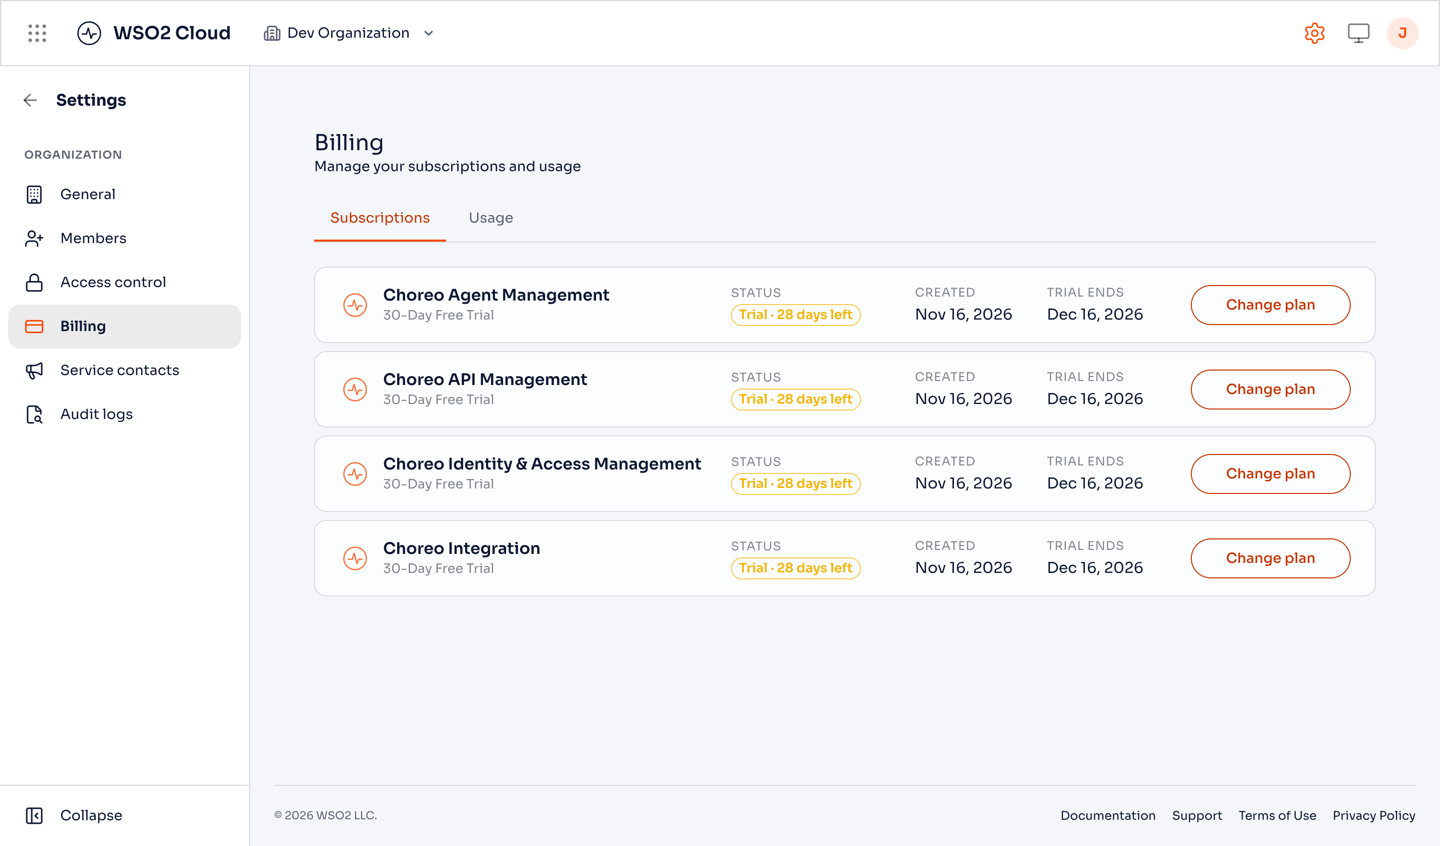 WSO2 Cloud
Dev Organization
J
Settings
ORGANIZATION
General
Members
Access control
Billing
Service contacts
Audit logs
Collapse
Billing
Manage your subscriptions and usage
Subscriptions
Usage
Choreo Agent Management
30-Day Free Trial
STATUS
Trial · 28 days left
CREATED
Nov 16, 2026
TRIAL ENDS
Dec 16, 2026
Change plan
Choreo API Management
30-Day Free Trial
STATUS
Trial · 28 days left
CREATED
Nov 16, 2026
TRIAL ENDS
Dec 16, 2026
Change plan
Choreo Identity & Access Management
30-Day Free Trial
STATUS
Trial · 28 days left
CREATED
Nov 16, 2026
TRIAL ENDS
Dec 16, 2026
Change plan
Choreo Integration
30-Day Free Trial
STATUS
Trial · 28 days left
CREATED
Nov 16, 2026
TRIAL ENDS
Dec 16, 2026
Change plan
© 2026 WSO2 LLC.
Documentation
Support
Terms of Use
Privacy Policy